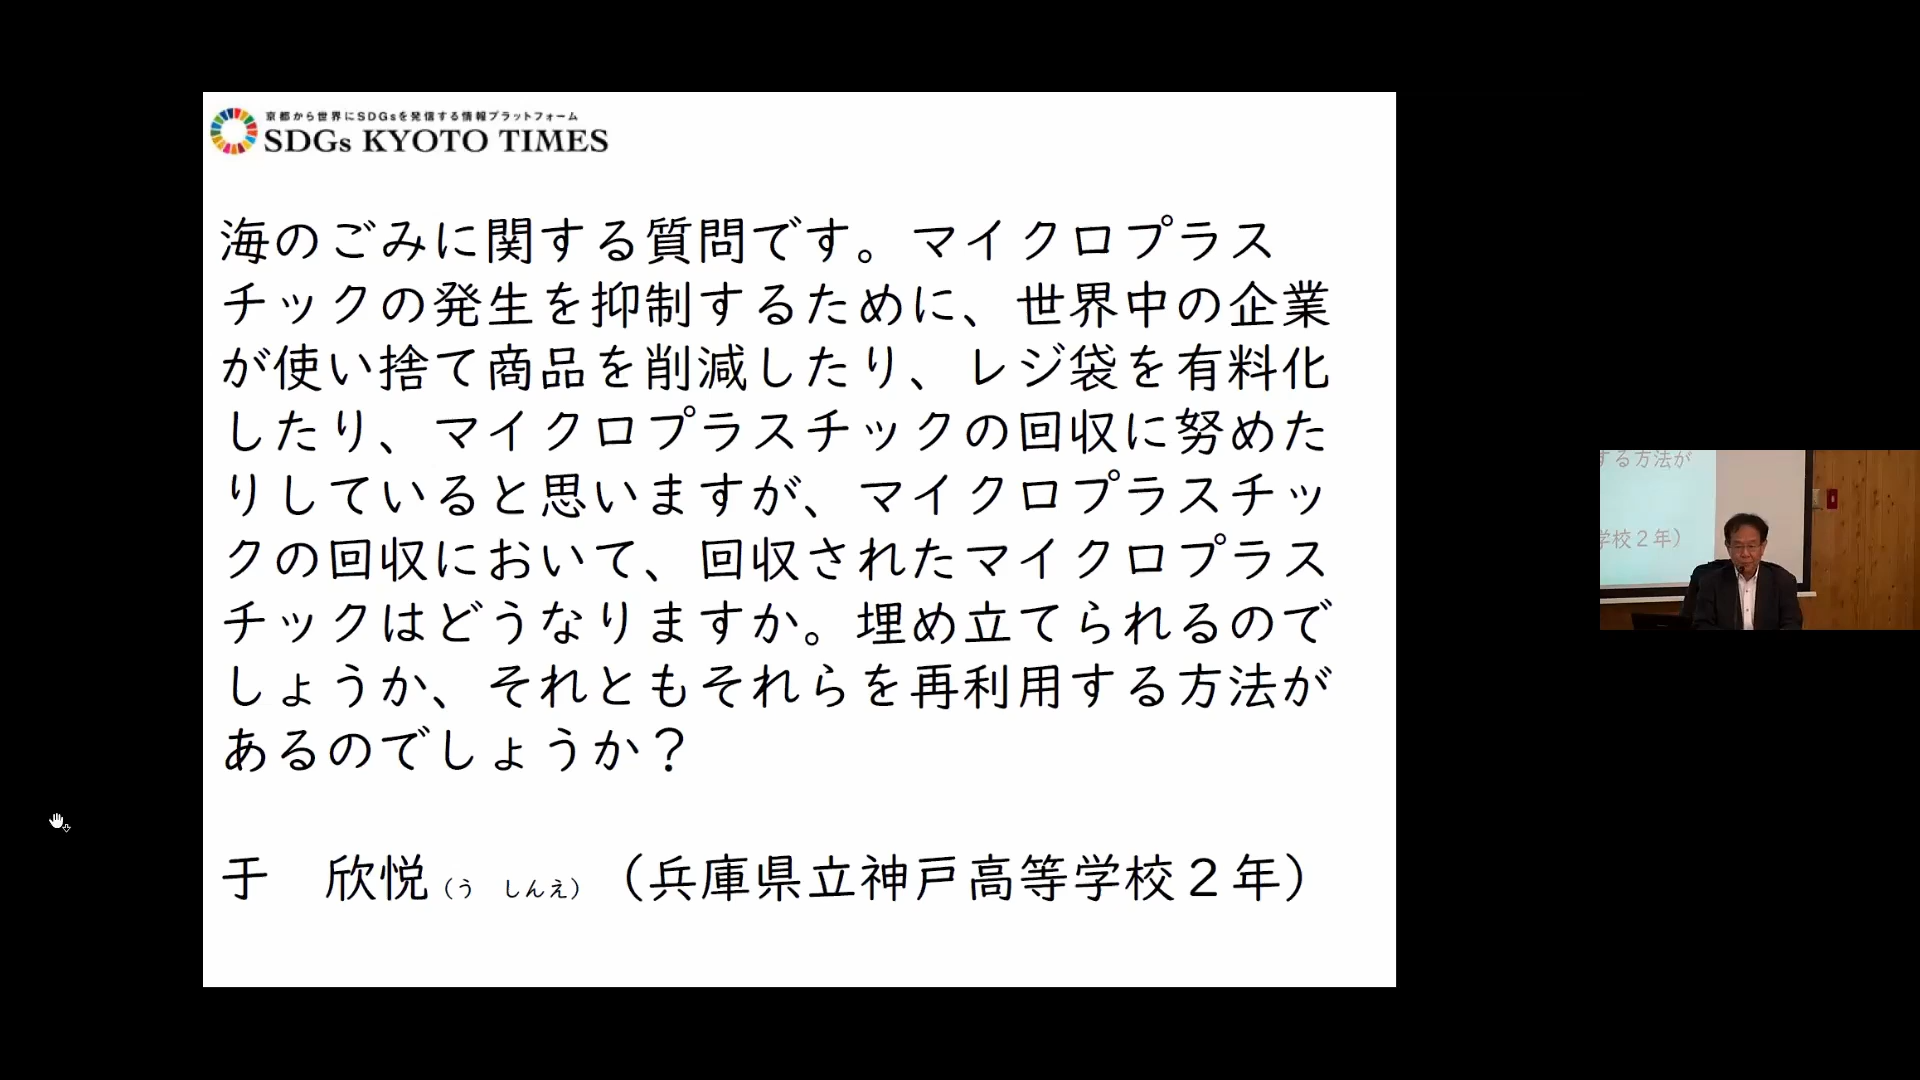 京都から世界にSDGsを発信する情報プラットフォーム
SDGs KYOTO TIMES
海のごみに関する質問です。マイクロプラス
チックの発生を抑制するために、世界中の企業
が使い捨て商品を削減したり、レジ袋を有料化
したり、マイクロプラスチックの回収に努めた
りしていると思いますが、マイクロプラスチッ
クの回収において、回収されたマイクロプラス
チックはどうなりますか。埋め立てられるので
しょうか、それともそれらを再利用する方法が
あるのでしょうか？
于　欣悦（う　しんえ）（兵庫県立神戸高等学校２年）
する方法が
学校２年）